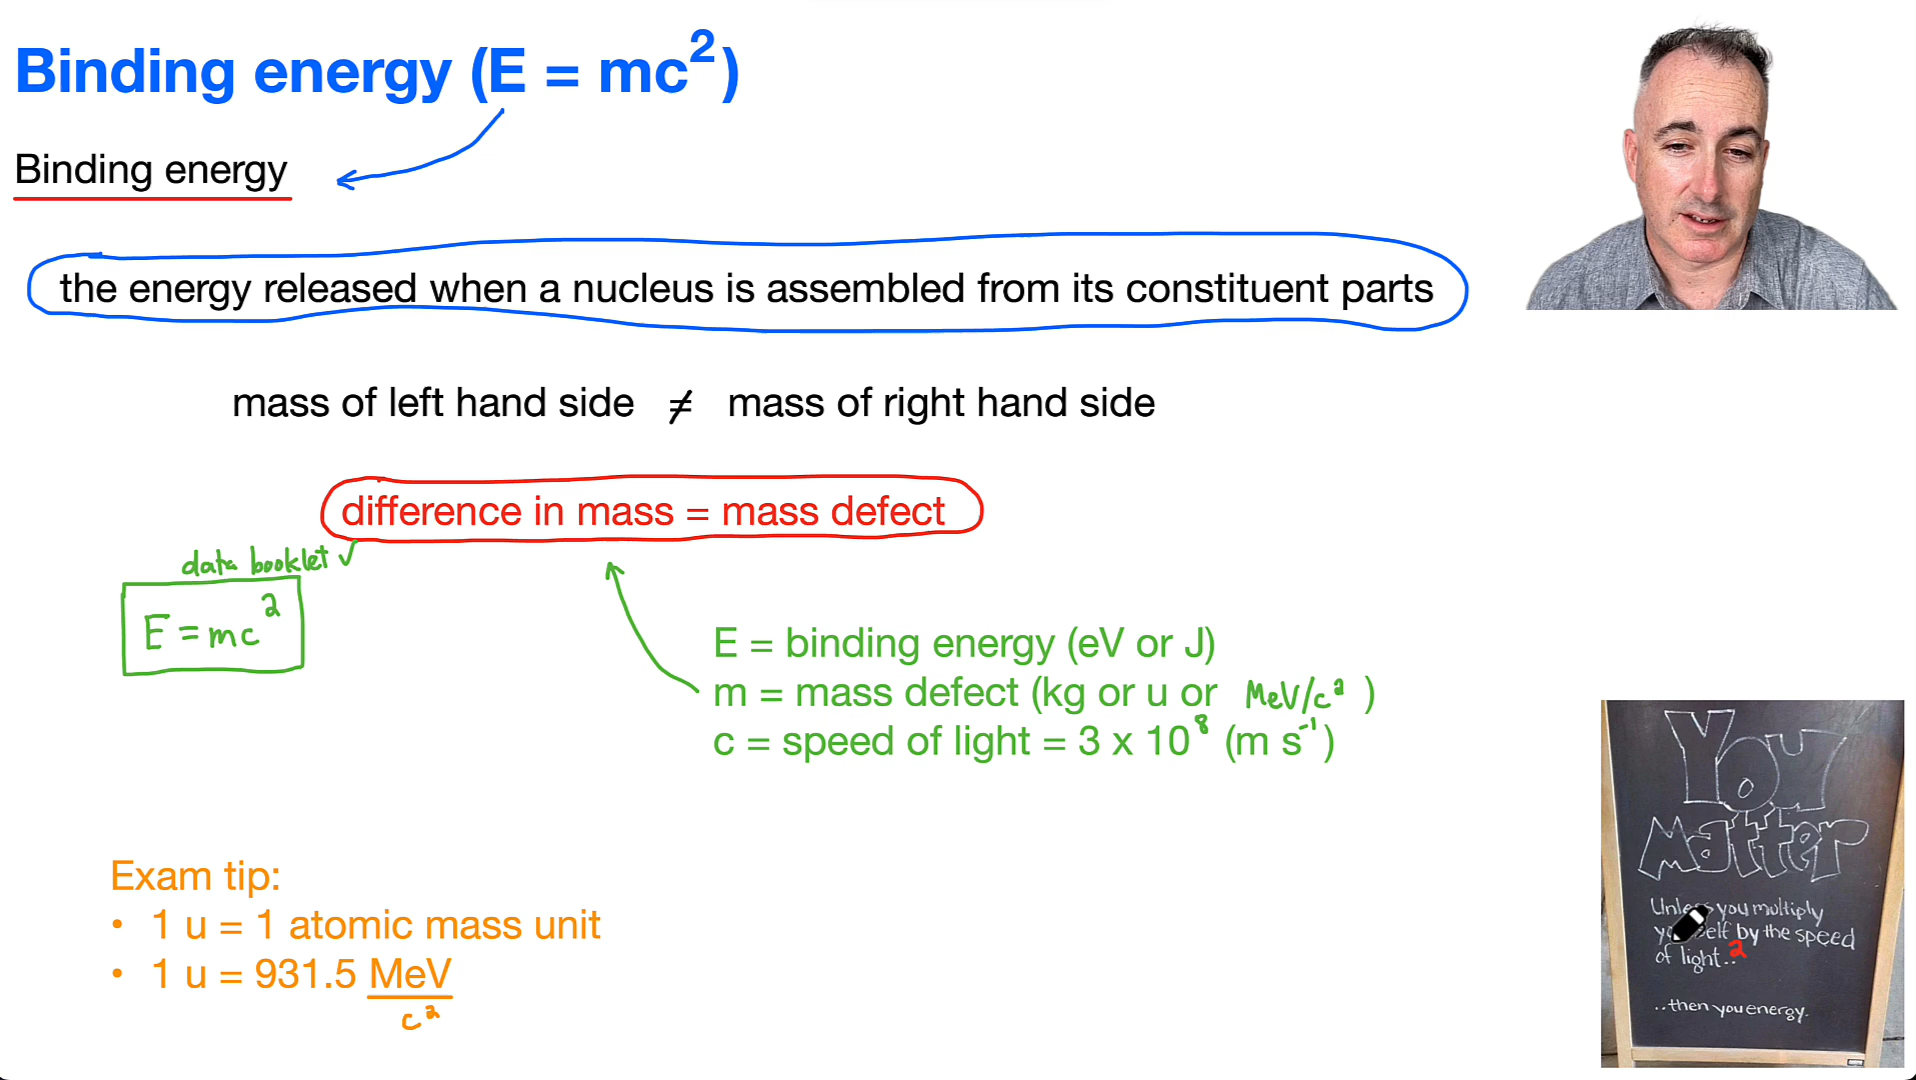 Binding energy (E = mc²)
Binding energy
the energy released when a nucleus is assembled from its constituent parts
mass of left hand side ≠ mass of right hand side
difference in mass = mass defect
data booklet ✓
E = mc²
E = binding energy (eV or J)
m = mass defect (kg or u or MeV/c²)
c = speed of light = 3 x 10⁸ (m s⁻¹)
Exam tip:
• 1 u = 1 atomic mass unit
• 1 u = 931.5 MeV
c²
You
Matter
Unless you multiply
yourself by the speed
of light..²
..then you energy.